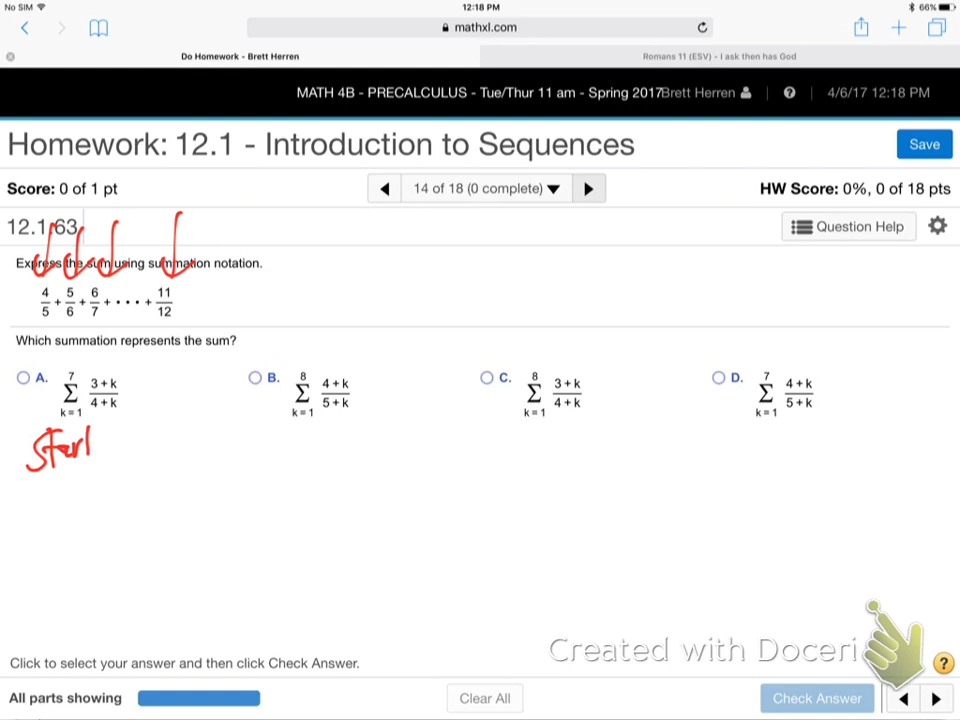 No SIM 12:18 PM 66%
mathxl.com
Do Homework - Brett Herren Romans 11 (ESV) - I ask then has God
MATH 4B - PRECALCULUS - Tue/Thur 11 am - Spring 2017 Brett Herren ? 4/6/17 12:18 PM
Homework: 12.1 - Introduction to Sequences Save
Score: 0 of 1 pt 14 of 18 (0 complete) HW Score: 0%, 0 of 18 pts
12.1.63 Question Help
Express the sum using summation notation.
4/5 + 5/6 + 6/7 + • • • + 11/12
Which summation represents the sum?
A. 7 Σ k = 1 3 + k / 4 + k B. 8 Σ k = 1 4 + k / 5 + k C. 8 Σ k = 1 3 + k / 4 + k D. 7 Σ k = 1 4 + k / 5 + k
Start
Created with Doceri
Click to select your answer and then click Check Answer. ?
All parts showing Clear All Check Answer